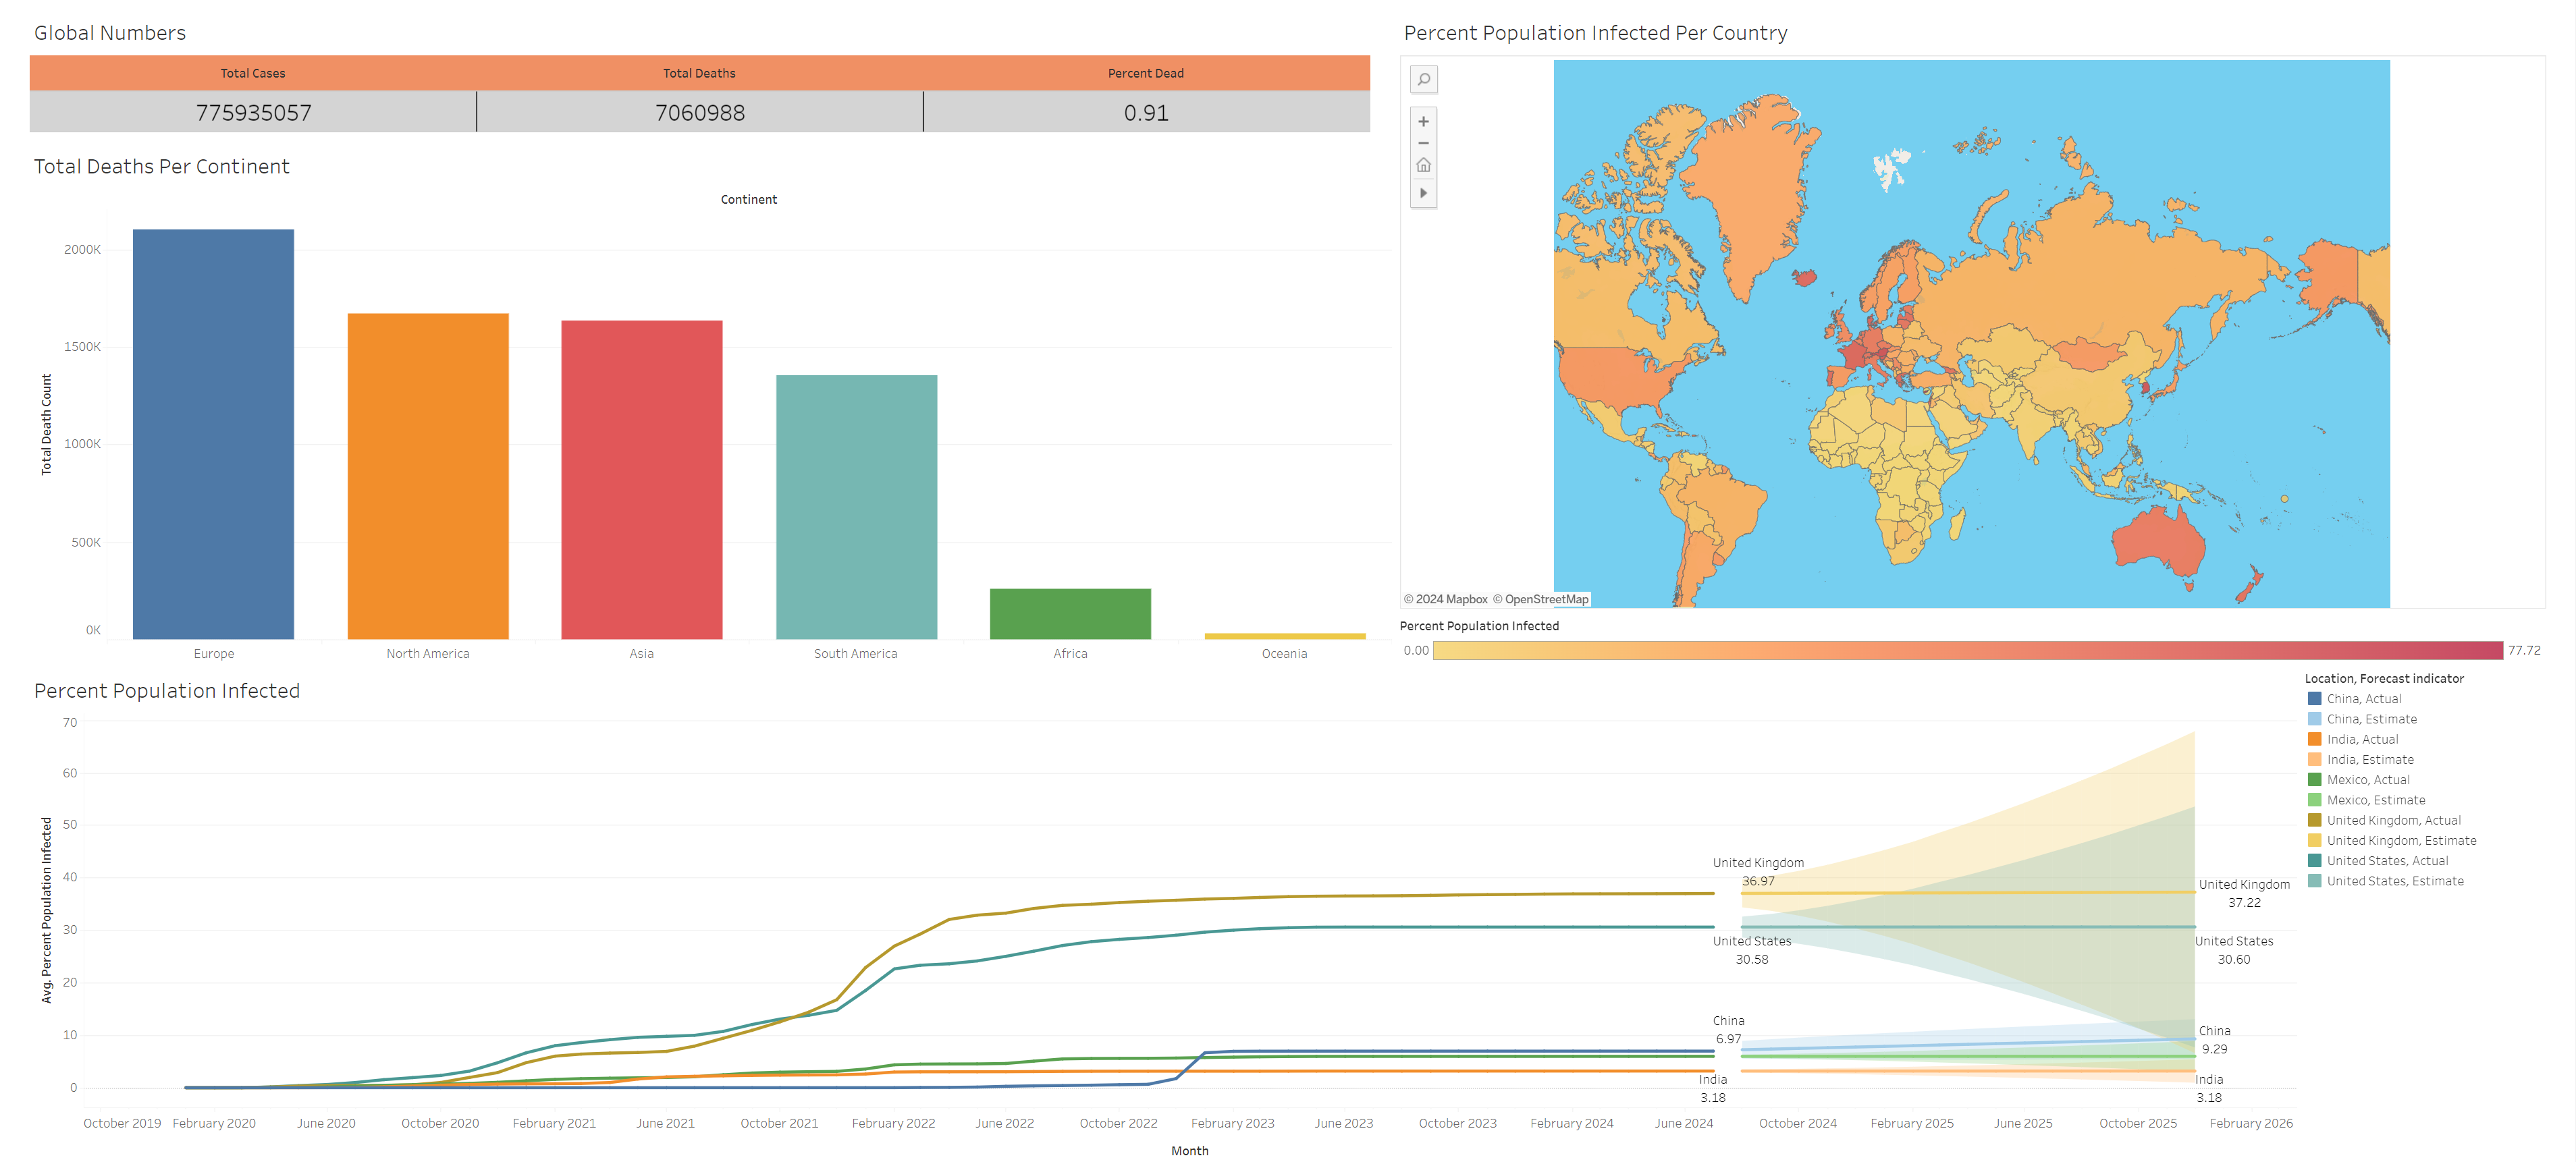 Global Numbers
Total Cases Total Deaths Percent Dead
775935057 7060988 0.91
Total Deaths Per Continent
Continent
Total Death Count
2000K
1500K
1000K
500K
0K
Europe North America Asia South America Africa Oceania
Percent Population Infected Per Country
© 2024 Mapbox © OpenStreetMap
Percent Population Infected
0.00 77.72
Percent Population Infected
Avg. Percent Population Infected
70
60
50
40
30
20
10
0
United Kingdom
36.97
United States
30.58
China
6.97
India
3.18
United Kingdom
37.22
United States
30.60
China
9.29
India
3.18
October 2019 February 2020 June 2020 October 2020 February 2021 June 2021 October 2021 February 2022 June 2022 October 2022 February 2023 June 2023 October 2023 February 2024 June 2024 October 2024 February 2025 June 2025 October 2025 February 2026
Month
Location, Forecast indicator
China, Actual
China, Estimate
India, Actual
India, Estimate
Mexico, Actual
Mexico, Estimate
United Kingdom, Actual
United Kingdom, Estimate
United States, Actual
United States, Estimate